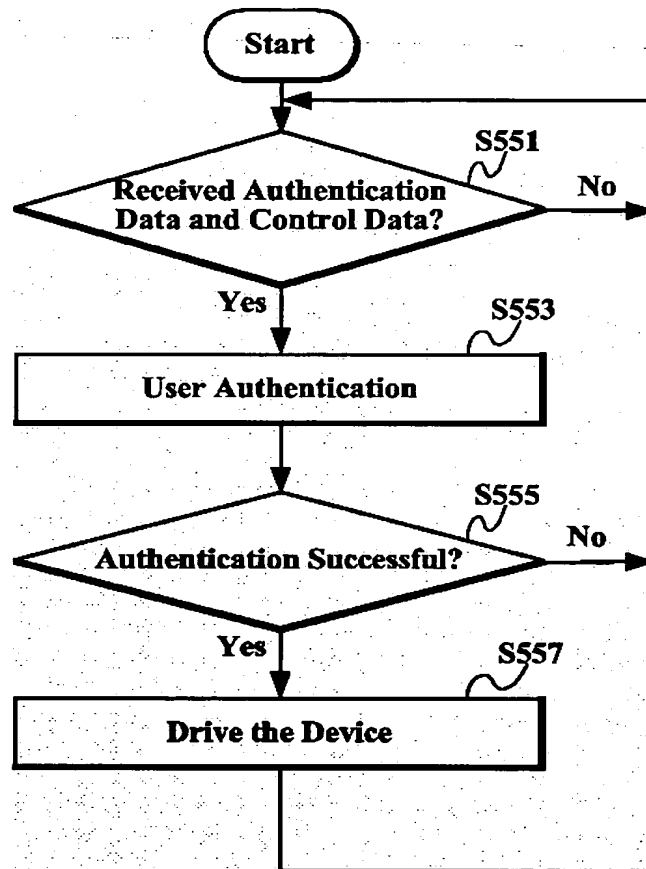 Start
S551
Received Authentication
Data and Control Data?
No
Yes
S553
User Authentication
S555
Authentication Successful?
No
Yes
S557
Drive the Device